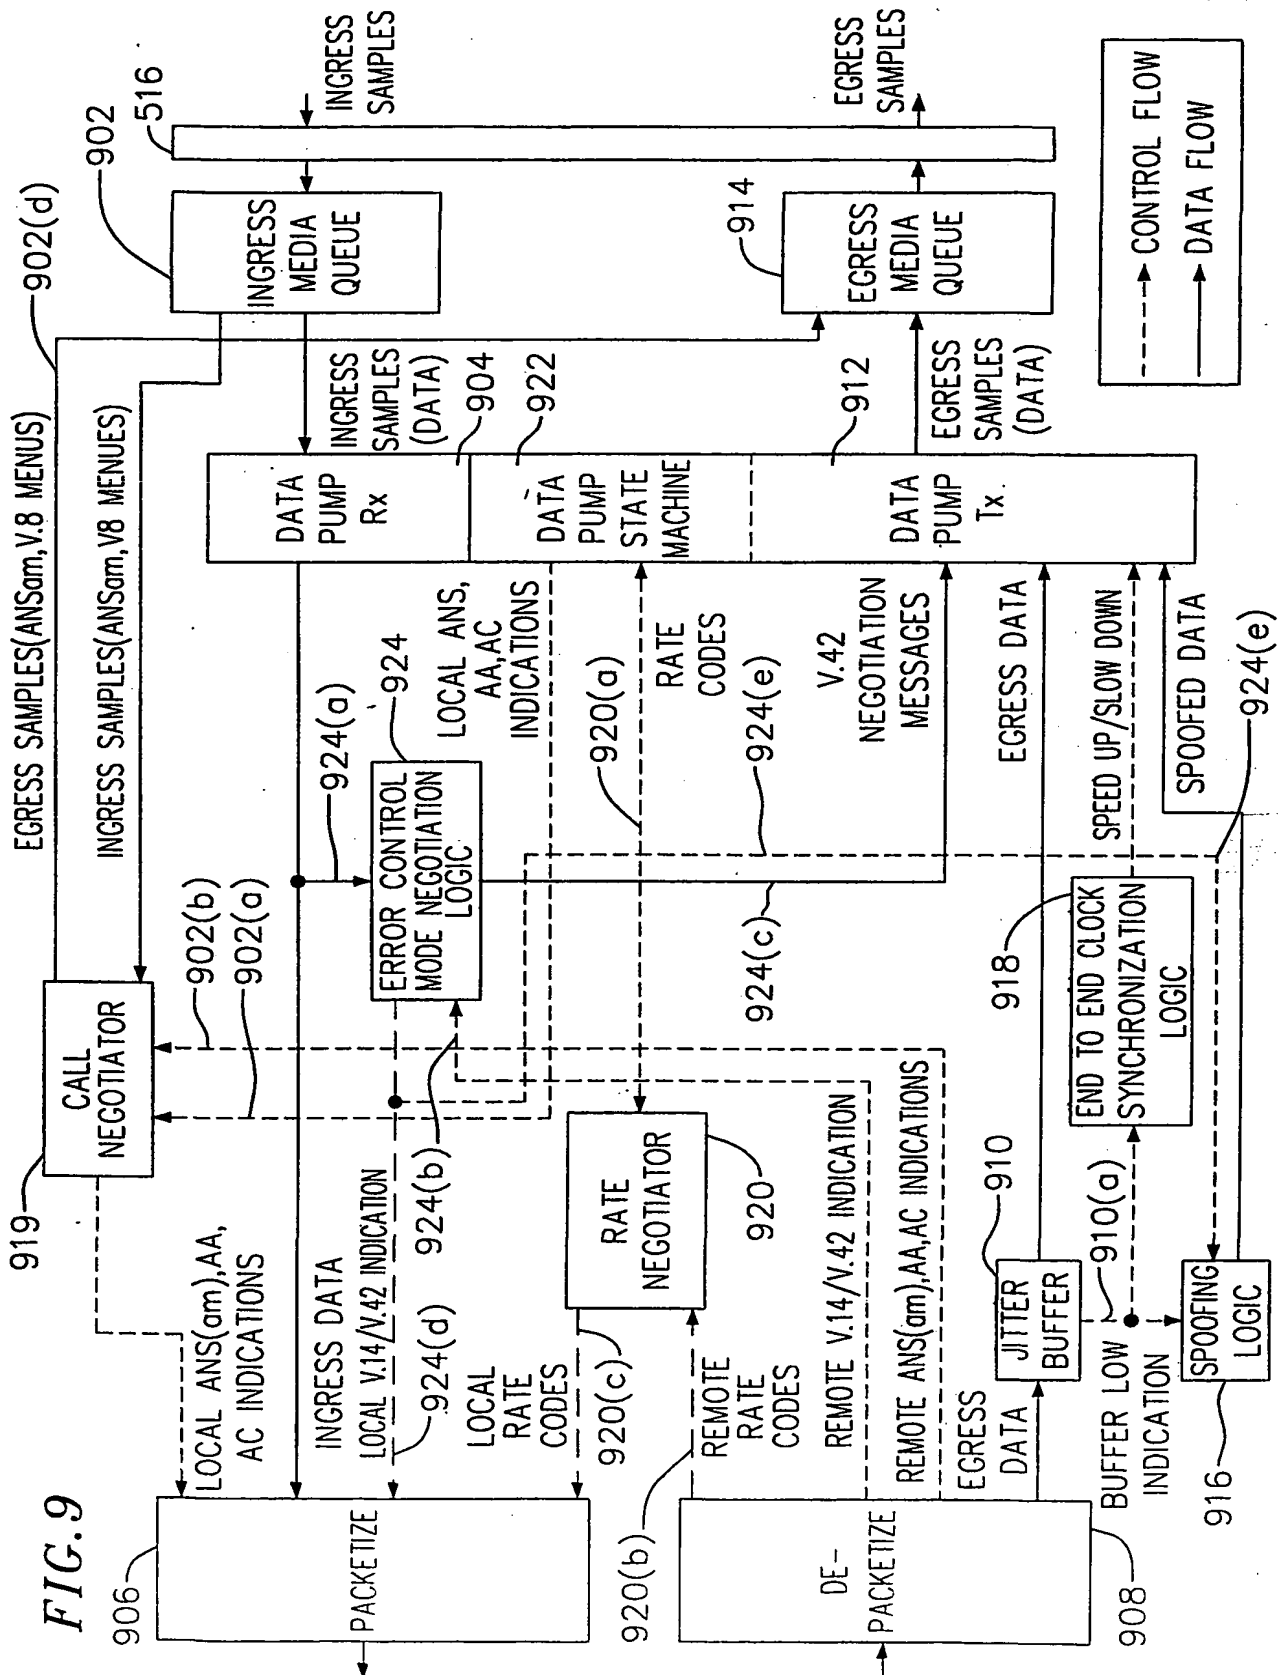 FIG.9
906
PACKETIZE
DE-
PACKETIZE
908
919
CALL
NEGOTIATOR
902(b)
902(a)
EGRESS SAMPLES(ANSam,V.8 MENUS)
INGRESS SAMPLES(ANSam,V8 MENUES)
902(d)
LOCAL ANS(am),AA,
AC INDICATIONS
INGRESS DATA
LOCAL V.14/V.42 INDICATION
924(d)
924(b)
LOCAL
RATE
CODES
920(c)
REMOTE
RATE
CODES
920(b)
RATE
NEGOTIATOR
920
REMOTE V.14/V.42 INDICATION
REMOTE ANS(am),AA,AC INDICATIONS
EGRESS
DATA
924(a)
924
ERROR CONTROL
MODE NEGOTIATION
LOGIC
LOCAL ANS,
AA,AC
INDICATIONS
920(a)
RATE
CODES
924(e)
924(c)
V.42
NEGOTIATION
MESSAGES
910
JITTER
BUFFER
910(a)
BUFFER LOW
INDICATION
916
SPOOFING
LOGIC
918
END TO END CLOCK
SYNCHRONIZATION
LOGIC
EGRESS DATA
SPEED UP/SLOW DOWN
SPOOFED DATA
924(e)
DATA
PUMP
Rx
DATA
PUMP
STATE
MACHINE
DATA
PUMP
Tx.
INGRESS
SAMPLES
(DATA)
904
922
912
EGRESS
SAMPLES
(DATA)
902
INGRESS
MEDIA
QUEUE
914
EGRESS
MEDIA
QUEUE
516
INGRESS
SAMPLES
EGRESS
SAMPLES
CONTROL FLOW
DATA FLOW